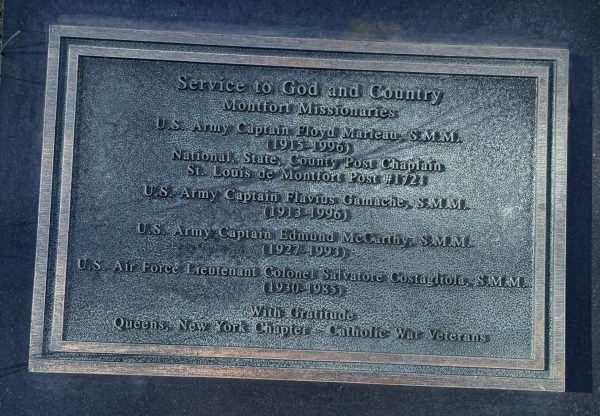 Service to God and Country
Montfort Missionaries
U.S. Army Captain Floyd Marleau, S.M.M.
(1915-1996)
National, State, County Post Chaplain
St. Louis de Montfort Post #1721
U.S. Army Captain Flavius Gamache, S.M.M.
(1913-1996)
U.S. Army Captain Edmund McCarthy, S.M.M.
(1927-1993)
U.S. Air Force Lieutenant Colonel Salvatore Costagliola, S.M.M.
(1930-1985)
With Gratitude
Queens, New York Chapter - Catholic War Veterans